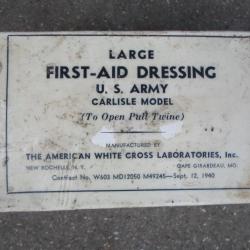 LARGE
FIRST-AID DRESSING
U. S. ARMY
CARLISLE MODEL
(To Open Pull Twine)
MANUFACTURED BY
THE AMERICAN WHITE CROSS LABORATORIES, Inc.
NEW ROCHELLE, N. Y. CAPE GIRARDEAU, MO.
Contract No. W603 MD12050 M49245—Sept. 12, 1940